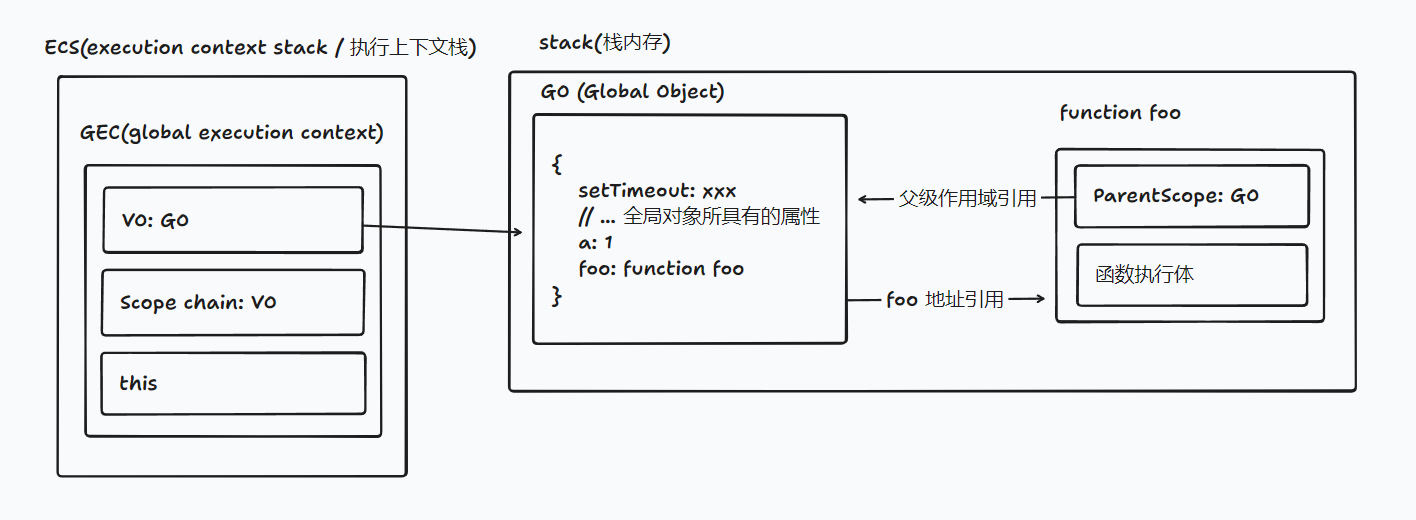 ECS(execution context stack / 执行上下文栈)
GEC(global execution context)
VO: GO
Scope chain: VO
this
stack(栈内存)
GO (Global Object)
{
setTimeout: xxx
// ... 全局对象所具有的属性
a: 1
foo: function foo
}
父级作用域引用
foo 地址引用
function foo
ParentScope: GO
函数执行体